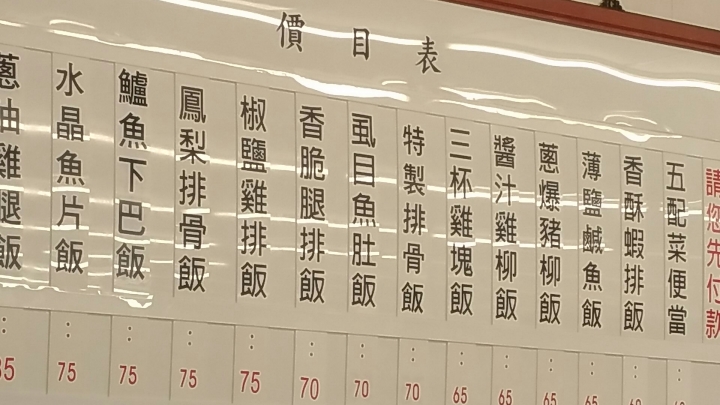 價目表
請您先付款
五配菜便當
香酥蝦排飯
薄鹽鹹魚飯
蔥爆豬柳飯
醬汁雞柳飯
三杯雞塊飯
特製排骨飯
虱目魚肚飯
香脆腿排飯
椒鹽雞排飯
鳳梨排骨飯
鱸魚下巴飯
水晶魚片飯
蔥油雞腿飯
: 65
: 70
: 70
: 70
: 75
: 75
: 75
: 75